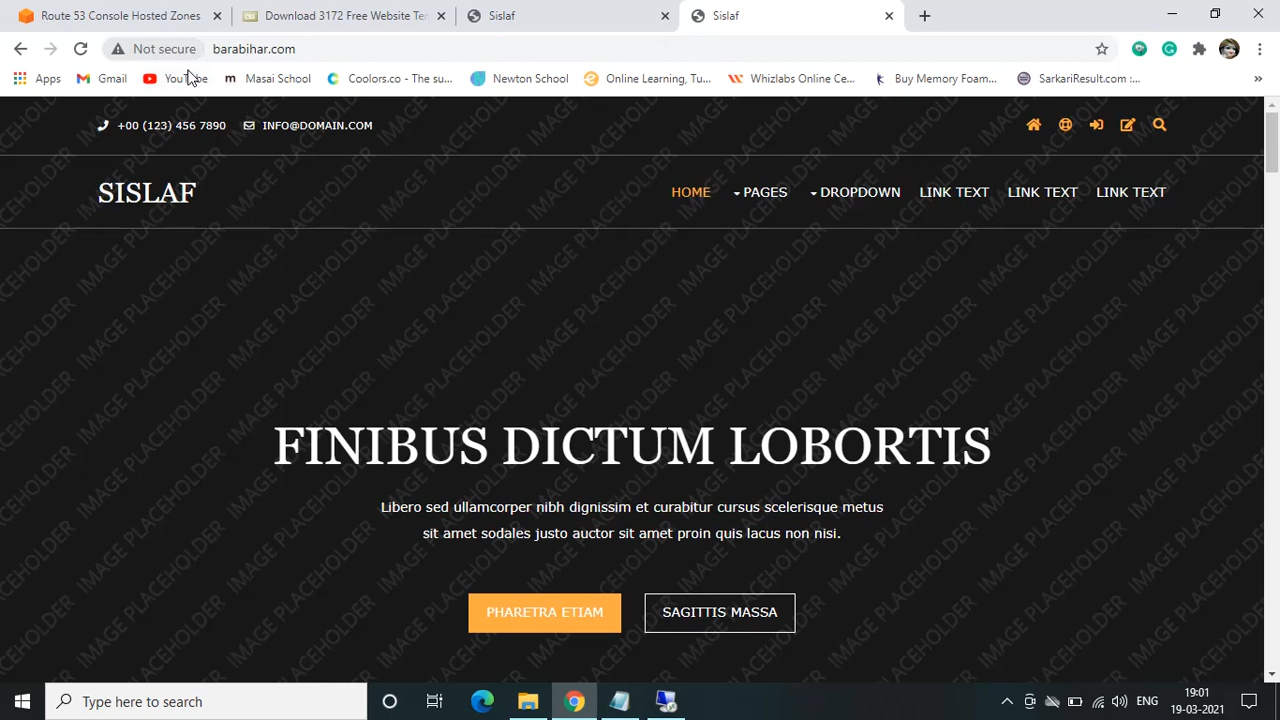 Route 53 Console Hosted Zones
Download 3172 Free Website Ter
Sislaf
Sislaf
Not secure
barabihar.com
Apps
Gmail
YouTube
Masai School
Coolors.co - The su...
Newton School
Online Learning, Tu...
Whizlabs Online Ce...
Buy Memory Foam...
SarkariResult.com :...
+00 (123) 456 7890
INFO@DOMAIN.COM
SISLAF
HOME
PAGES
DROPDOWN
LINK TEXT
LINK TEXT
LINK TEXT
IMAGE PLACEHOLDER
FINIBUS DICTUM LOBORTIS
Libero sed ullamcorper nibh dignissim et curabitur cursus scelerisque metus
sit amet sodales justo auctor sit amet proin quis lacus non nisi.
PHARETRA ETIAM
SAGITTIS MASSA
Type here to search
ENG
19:01
19-03-2021